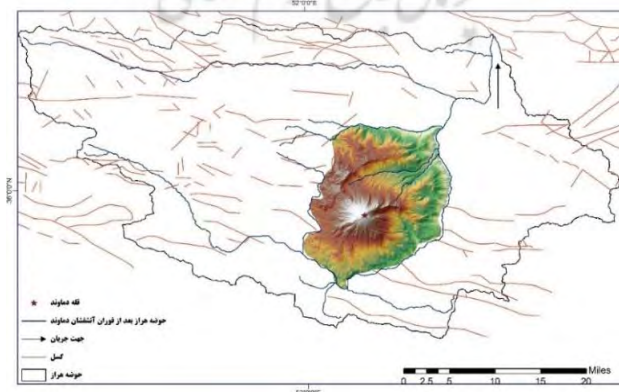 52°0'0"E
36°0'0"N
قله دماوند
حوضه هراز بعد از فوران آتشفشان دماوند
جهت جریان
گسل
حوضه هراز
0 2.5 5 10 15 20 Miles